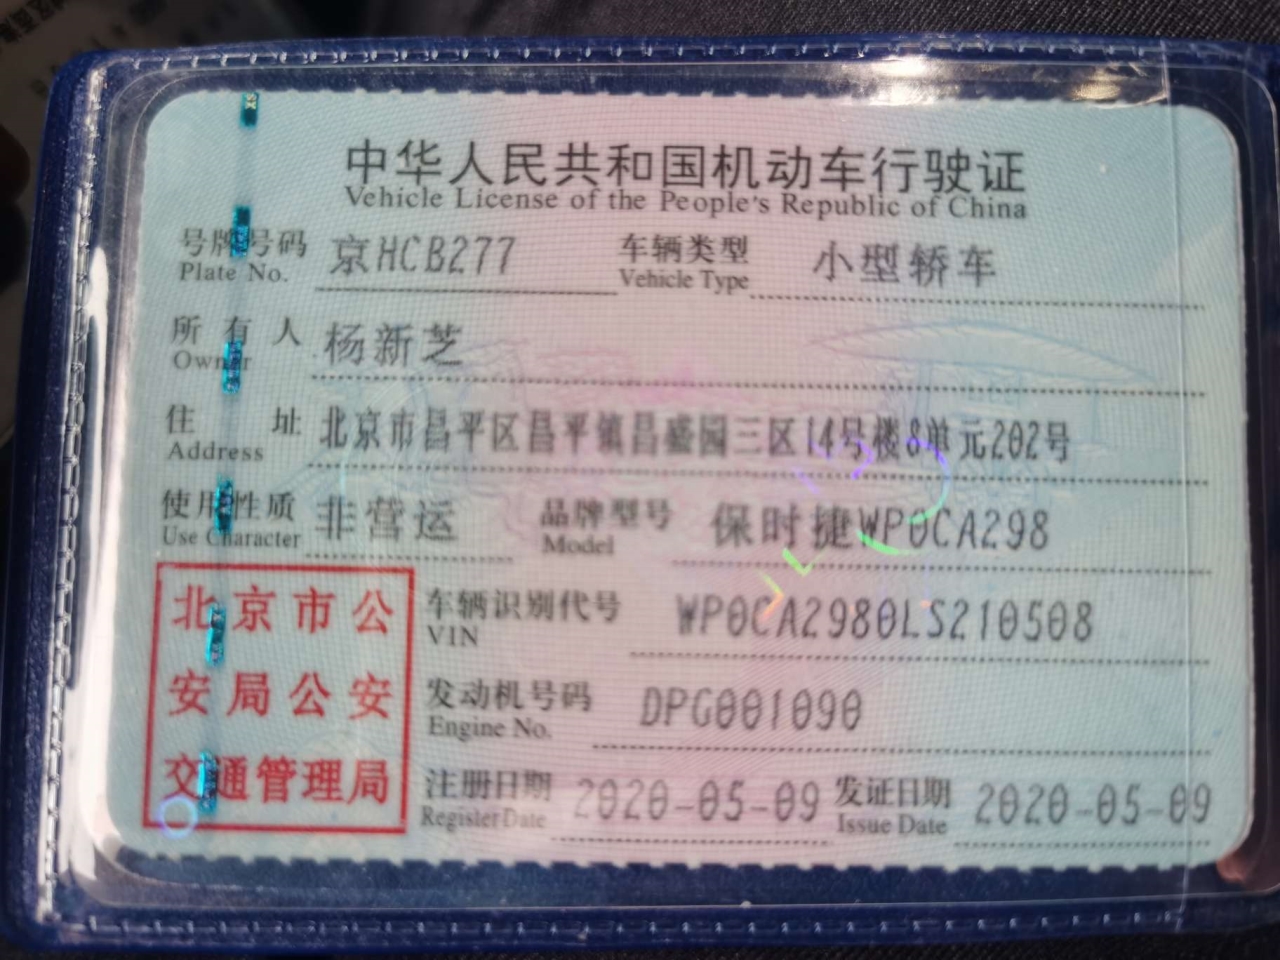 中华人民共和国机动车行驶证
Vehicle License of the People's Republic of China
号牌号码 京HCB277 车辆类型 小型轿车
Plate No. Vehicle Type
所有人 杨新芝
Owner
住址 北京市昌平区昌平镇昌盛园三区14号楼8单元202号
Address
使用性质 非营运 品牌型号 保时捷WP0CA298
Use Character Model
北京市公
安局公安
交通管理局
车辆识别代号 WP0CA2980LS210508
VIN
发动机号码 DPG001090
Engine No.
注册日期 2020-05-09 发证日期 2020-05-09
Register Date Issue Date